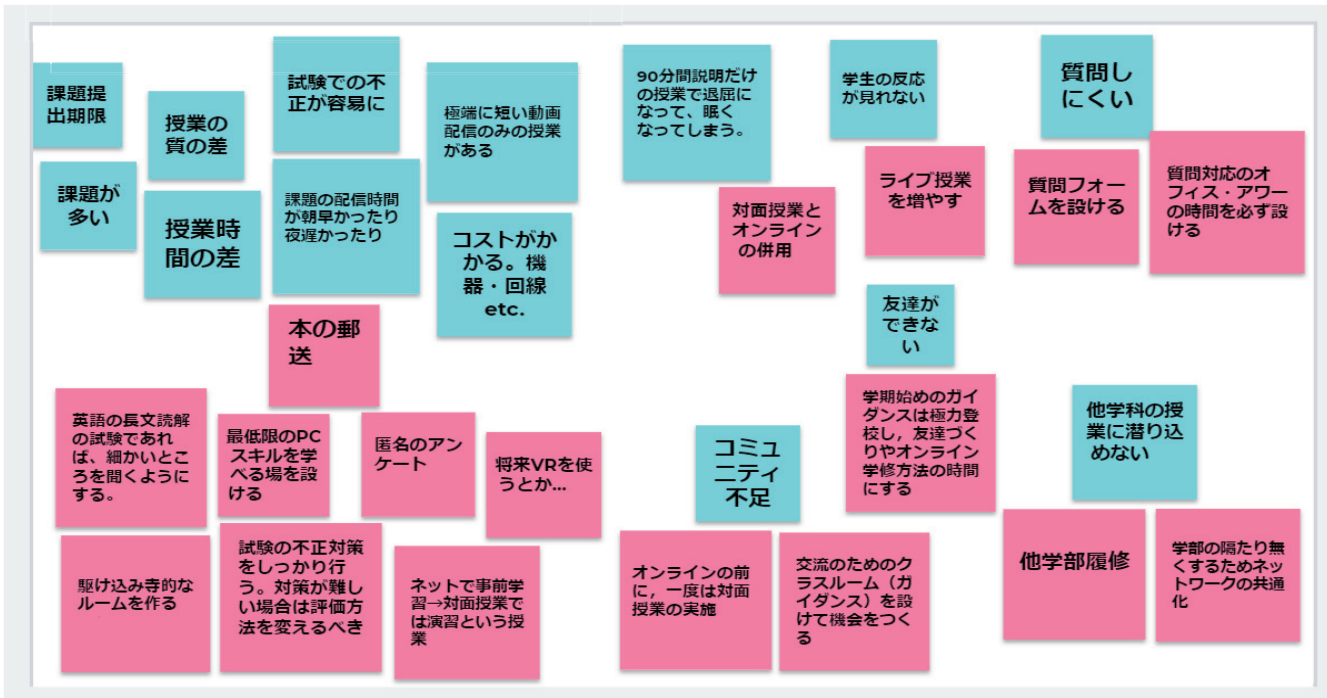 課題提
出期限
授業の
質の差
試験での不
正が容易に
極端に短い動画
配信のみの授業
がある
課題が
多い
授業時
間の差
課題の配信時間
が朝早かったり
夜遅かったり
コストがか
かる。機
器・回線
etc.
90分間説明だけ
の授業で退屈に
なって、眠く
なってしまう。
学生の反応
が見れない
質問し
にくい
対面授業と
オンライン
の併用
ライブ授業
を増やす
質問フォー
ムを設ける
質問対応のオ
フィス・アワー
の時間を必ず設
ける
本の郵
送
英語の長文読解
の試験であれ
ば、細かいとこ
ろを聞くように
する。
最低限のPC
スキルを学
べる場を設
ける
匿名のアン
ケート
将来VRを使
うとか…
駆け込み寺的な
ルームを作る
試験の不正対策
をしっかり行
う。対策が難し
い場合は評価方
法を変えるべき
ネットで事前学
習→対面授業で
は演習という授
業
友達が
できな
い
学期始めのガイ
ダンスは極力登
校し，友達づく
りやオンライン
学修方法の時間
にする
コミュ
ニティ
不足
オンラインの前
に，一度は対面
授業の実施
交流のためのク
ラスルーム（ガ
イダンス）を設
けて機会をつく
る
他学科の授
業に潜り込
めない
他学部履修
学部の隔たり無
くするためネッ
トワークの共通
化